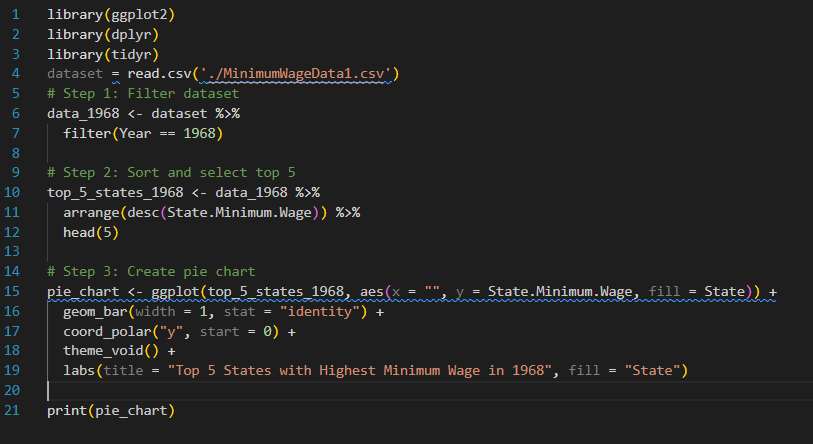 1 library(ggplot2)
2 library(dplyr)
3 library(tidyr)
4 dataset = read.csv('./MinimumWageData1.csv')
5 # Step 1: Filter dataset
6 data_1968 <- dataset %>%
7   filter(Year == 1968)
8
9 # Step 2: Sort and select top 5
10 top_5_states_1968 <- data_1968 %>%
11   arrange(desc(State.Minimum.Wage)) %>%
12   head(5)
13
14 # Step 3: Create pie chart
15 pie_chart <- ggplot(top_5_states_1968, aes(x = "", y = State.Minimum.Wage, fill = State)) +
16   geom_bar(width = 1, stat = "identity") +
17   coord_polar("y", start = 0) +
18   theme_void() +
19   labs(title = "Top 5 States with Highest Minimum Wage in 1968", fill = "State")
20
21 print(pie_chart)